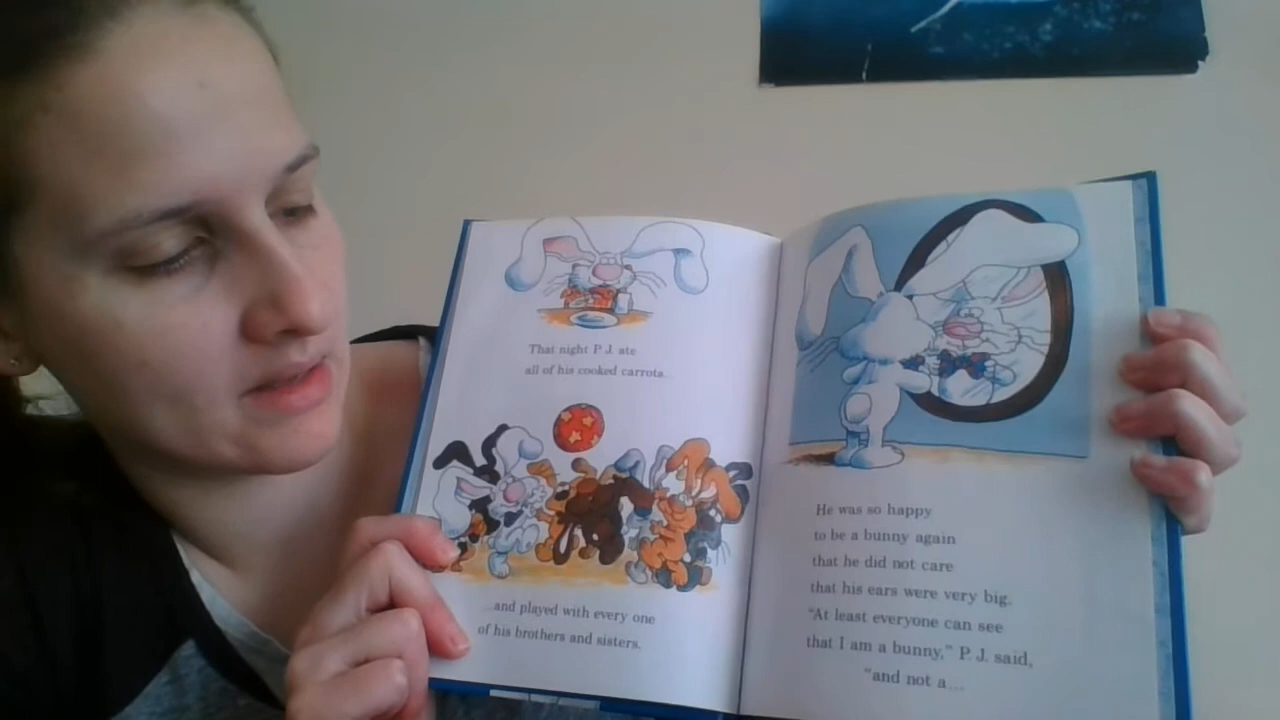 That night P. J. ate
all of his cooked carrots...
...and played with every one
of his brothers and sisters.
He was so happy
to be a bunny again
that he did not care
that his ears were very big.
"At least everyone can see
that I am a bunny," P. J. said,
"and not a...